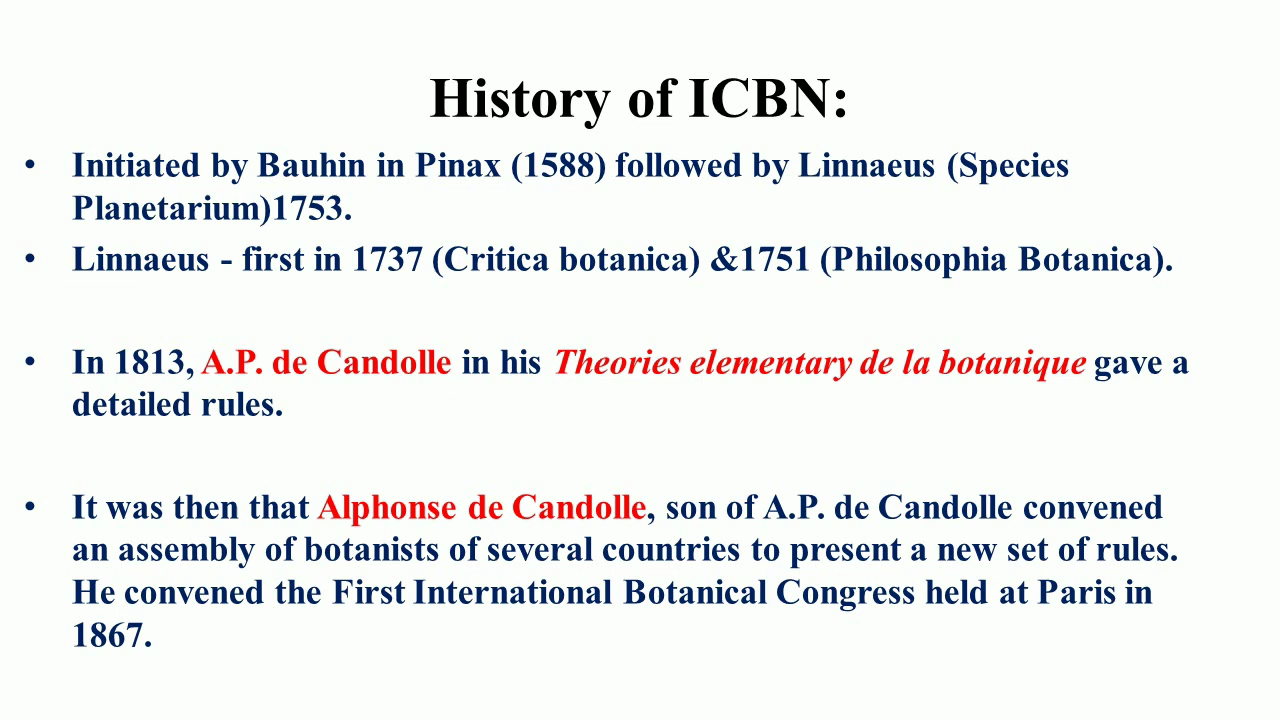 History of ICBN:
• Initiated by Bauhin in Pinax (1588) followed by Linnaeus (Species
Planetarium)1753.
• Linnaeus - first in 1737 (Critica botanica) &1751 (Philosophia Botanica).
• In 1813, A.P. de Candolle in his Theories elementary de la botanique gave a
detailed rules.
• It was then that Alphonse de Candolle, son of A.P. de Candolle convened
an assembly of botanists of several countries to present a new set of rules.
He convened the First International Botanical Congress held at Paris in
1867.